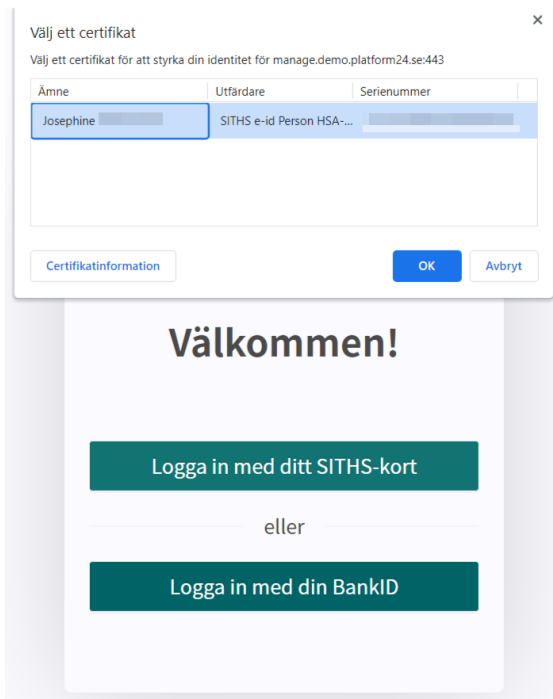 Välj ett certifikat
Välj ett certifikat för att styrka din identitet för manage.demo.platform24.se:443
Ämne Utfärdare Serienummer
Josephine SITHS e-id Person HSA-...
Certifikatinformation OK Avbryt
Välkommen!
Logga in med ditt SITHS-kort
eller
Logga in med din BankID